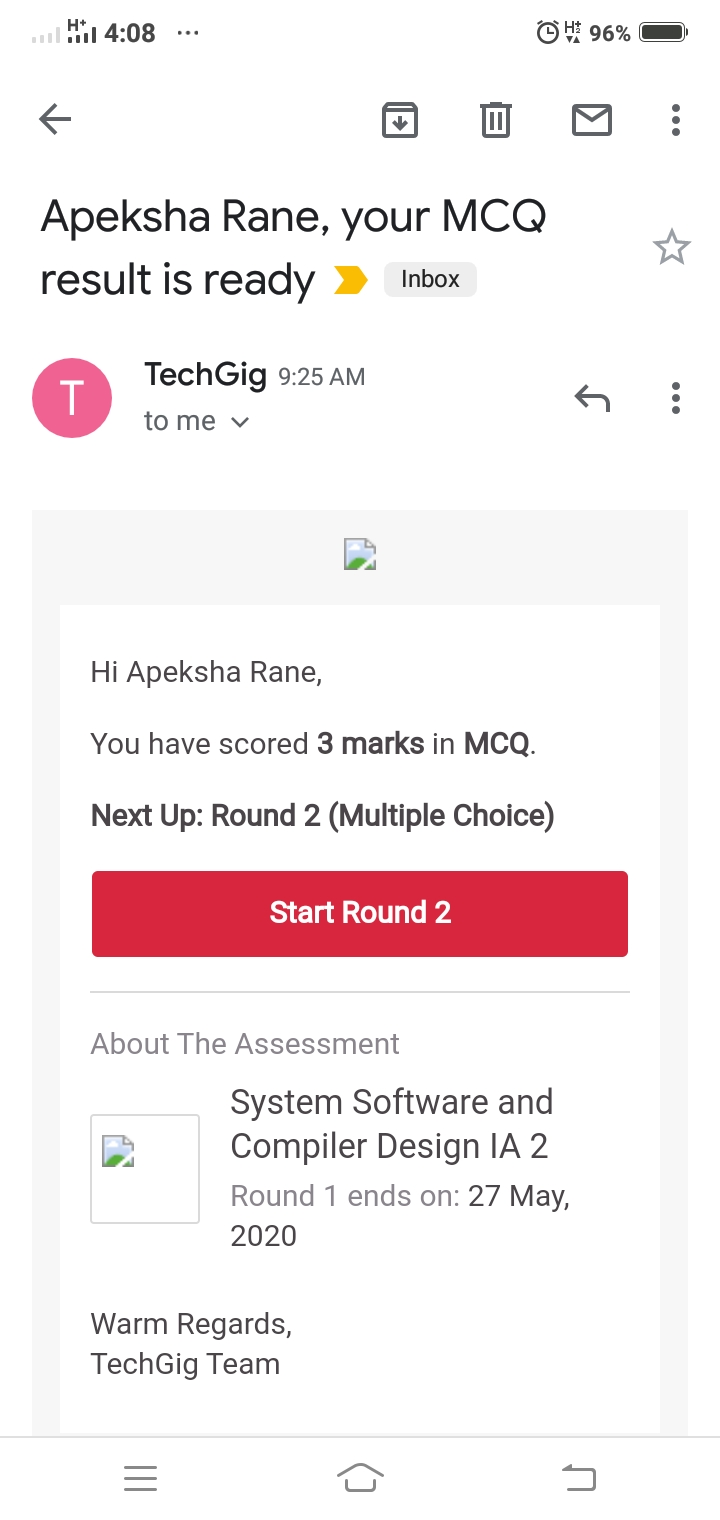 H+ 4:08 ... H+ 2 96%
Apeksha Rane, your MCQ
result is ready Inbox
T
TechGig 9:25 AM
to me
Hi Apeksha Rane,
You have scored 3 marks in MCQ.
Next Up: Round 2 (Multiple Choice)
Start Round 2
About The Assessment
System Software and
Compiler Design IA 2
Round 1 ends on: 27 May,
2020
Warm Regards,
TechGig Team